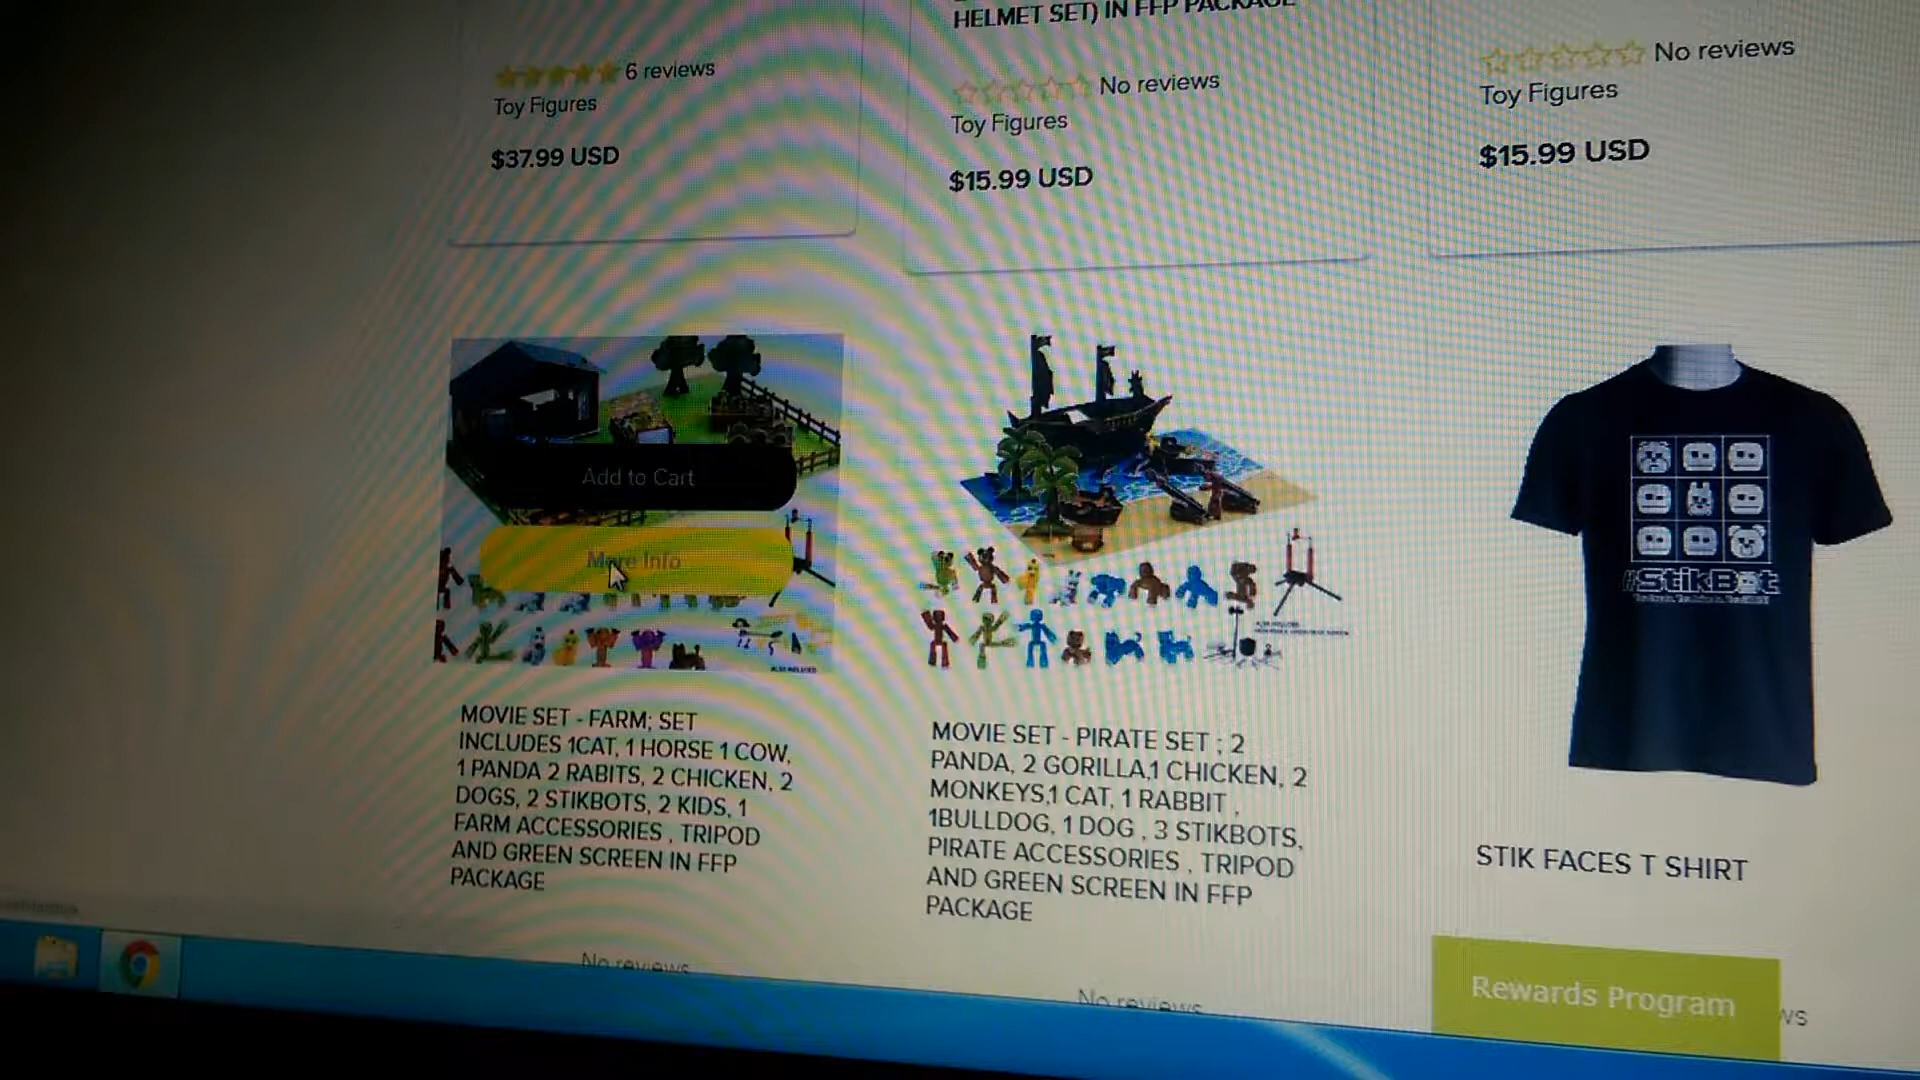 HELMET SET) IN FFP PACKAGE
6 reviews
Toy Figures
$37.99 USD
No reviews
Toy Figures
$15.99 USD
No reviews
Toy Figures
$15.99 USD
Add to Cart
More Info
MOVIE SET - FARM; SET
INCLUDES 1CAT, 1 HORSE 1 COW,
1 PANDA 2 RABITS, 2 CHICKEN, 2
DOGS, 2 STIKBOTS, 2 KIDS, 1
FARM ACCESSORIES , TRIPOD
AND GREEN SCREEN IN FFP
PACKAGE
No reviews
MOVIE SET - PIRATE SET ; 2
PANDA, 2 GORILLA,1 CHICKEN, 2
MONKEYS,1 CAT, 1 RABBIT ,
1BULLDOG, 1 DOG , 3 STIKBOTS,
PIRATE ACCESSORIES , TRIPOD
AND GREEN SCREEN IN FFP
PACKAGE
No reviews
#StikBot
STIK FACES T SHIRT
Rewards Program
ws